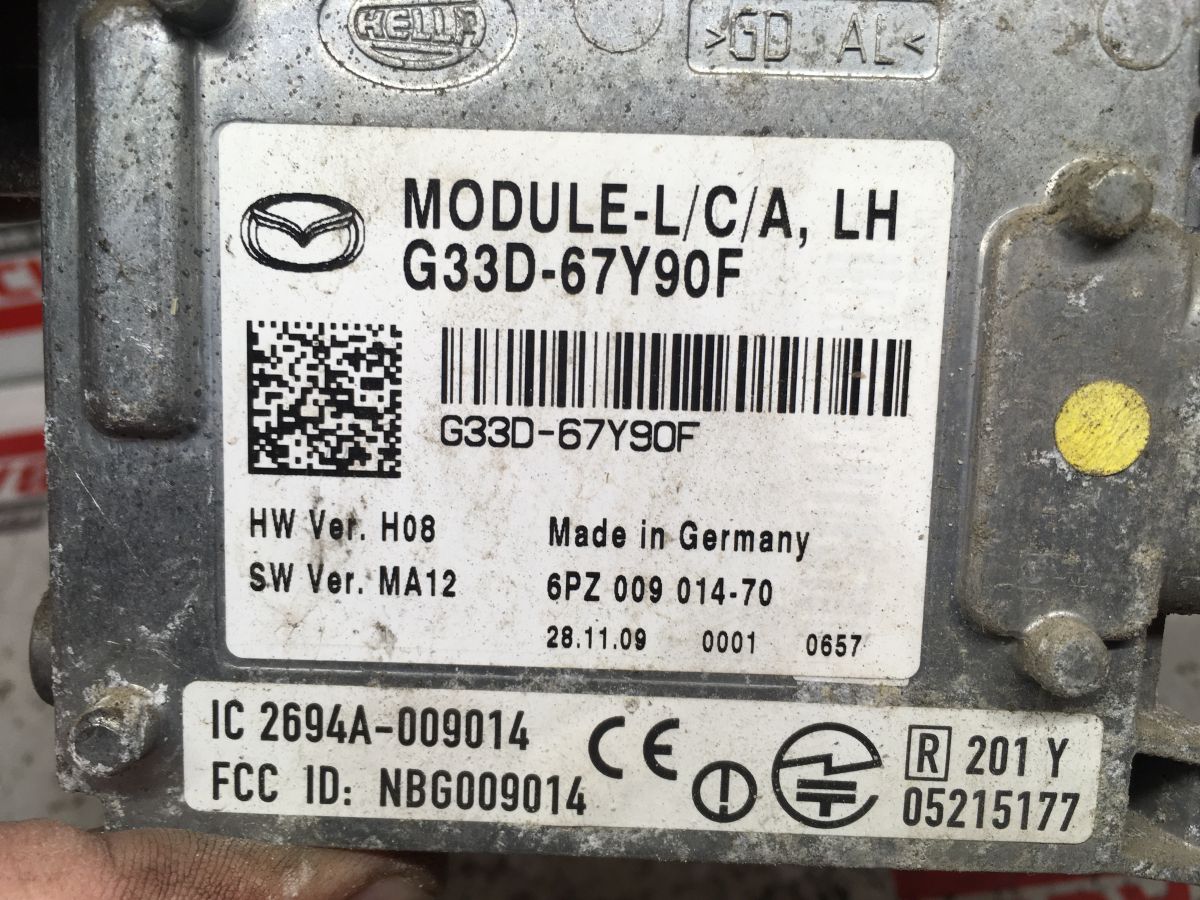 HELLA
>GD AL<
MODULE-L/C/A, LH
G33D-67Y90F
G33D-67Y90F
HW Ver. H08
Made in Germany
SW Ver. MA12
6PZ 009 014-70
28.11.09 0001 0657
IC 2694A-009014
FCC ID: NBG009014
CE
R 201 Y
05215177